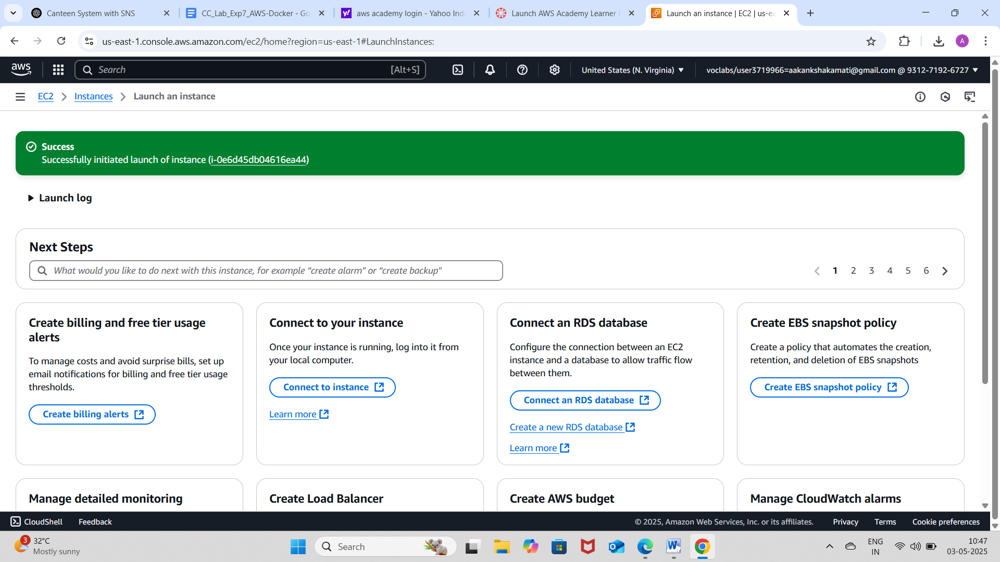 Canteen System with SNS
CC_Lab_Exp7_AWS-Docker - Go
aws academy login - Yahoo Indi
Launch AWS Academy Learner L
Launch an instance | EC2 | us-ea
us-east-1.console.aws.amazon.com/ec2/home?region=us-east-1#LaunchInstances:
A
aws
Search
[Alt+S]
United States (N. Virginia)
voclabs/user3719966=aakankshakamati@gmail.com @ 9312-7192-6727
EC2
Instances
Launch an instance
Success
Successfully initiated launch of instance (i-0e6d45db04616ea44)
Launch log
Next Steps
What would you like to do next with this instance, for example “create alarm” or “create backup"
1 2 3 4 5 6
Create billing and free tier usage
alerts
To manage costs and avoid surprise bills, set up
email notifications for billing and free tier usage
thresholds.
Create billing alerts
Connect to your instance
Once your instance is running, log into it from
your local computer.
Connect to instance
Learn more
Connect an RDS database
Configure the connection between an EC2
instance and a database to allow traffic flow
between them.
Connect an RDS database
Create a new RDS database
Learn more
Create EBS snapshot policy
Create a policy that automates the creation,
retention, and deletion of EBS snapshots
Create EBS snapshot policy
Manage detailed monitoring
Create Load Balancer
Create AWS budget
Manage CloudWatch alarms
CloudShell
Feedback
© 2025, Amazon Web Services, Inc. or its affiliates.
Privacy
Terms
Cookie preferences
3
32°C
Mostly sunny
Search
ENG
IN
10:47
03-05-2025